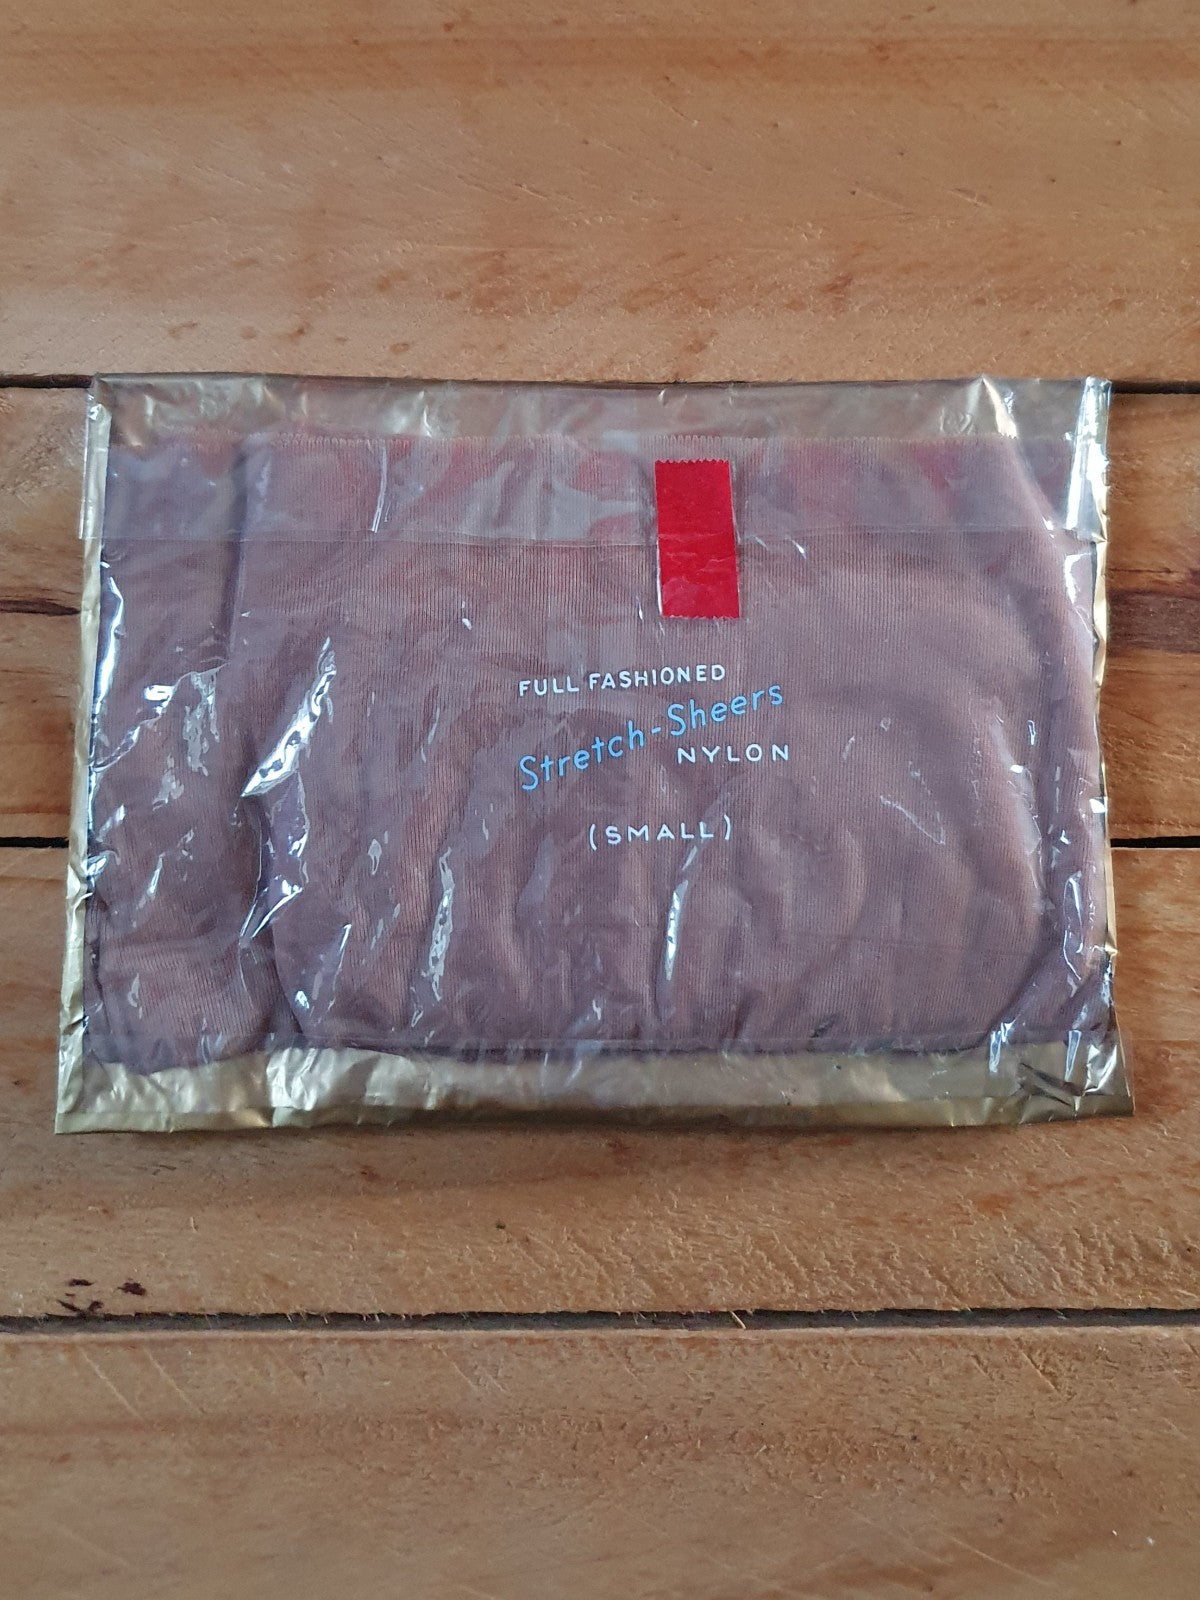 FULL FASHIONED
Stretch-Sheers
NYLON
(SMALL)